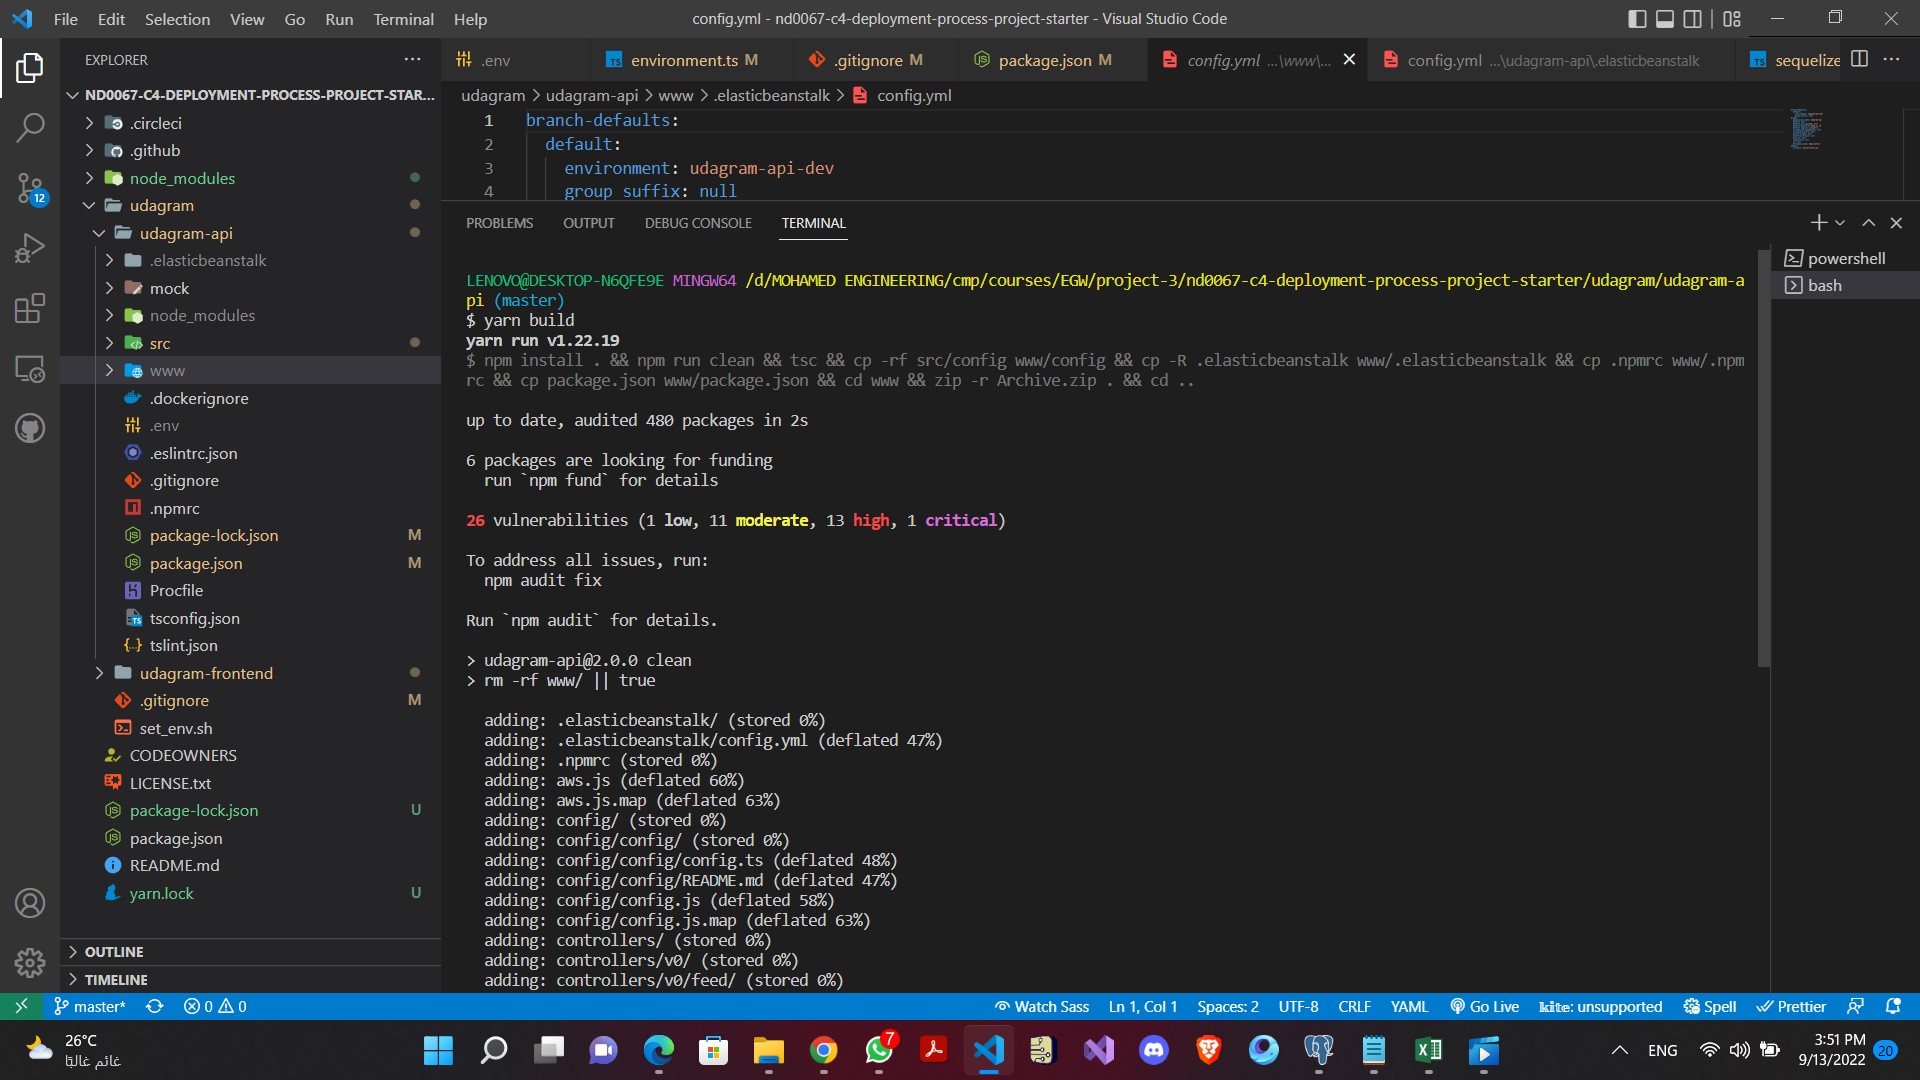 File Edit Selection View Go Run Terminal Help
config.yml - nd0067-c4-deployment-process-project-starter - Visual Studio Code
EXPLORER
ND0067-C4-DEPLOYMENT-PROCESS-PROJECT-STAR...
.circleci
.github
node_modules
udagram
udagram-api
.elasticbeanstalk
mock
node_modules
src
www
.dockerignore
.env
.eslintrc.json
.gitignore
.npmrc
package-lock.json M
package.json M
Procfile
tsconfig.json
tslint.json
udagram-frontend
.gitignore M
set_env.sh
CODEOWNERS
LICENSE.txt
package-lock.json U
package.json
README.md
yarn.lock U
OUTLINE
TIMELINE
12
.env
environment.ts M
.gitignore M
package.json M
config.yml ...\www\...
config.yml ...\udagram-api\.elasticbeanstalk
sequelize
udagram > udagram-api > www > .elasticbeanstalk > config.yml
1 branch-defaults:
2 default:
3 environment: udagram-api-dev
4 group_suffix: null
PROBLEMS OUTPUT DEBUG CONSOLE TERMINAL
powershell
bash
LENOVO@DESKTOP-N6QFE9E MINGW64 /d/MOHAMED ENGINEERING/cmp/courses/EGW/project-3/nd0067-c4-deployment-process-project-starter/udagram/udagram-a
pi (master)
$ yarn build
yarn run v1.22.19
$ npm install . && npm run clean && tsc && cp -rf src/config www/config && cp -R .elasticbeanstalk www/.elasticbeanstalk && cp .npmrc www/.npm
rc && cp package.json www/package.json && cd www && zip -r Archive.zip . && cd ..
up to date, audited 480 packages in 2s
6 packages are looking for funding
run `npm fund` for details
26 vulnerabilities (1 low, 11 moderate, 13 high, 1 critical)
To address all issues, run:
npm audit fix
Run `npm audit` for details.
> udagram-api@2.0.0 clean
> rm -rf www/ || true
adding: .elasticbeanstalk/ (stored 0%)
adding: .elasticbeanstalk/config.yml (deflated 47%)
adding: .npmrc (stored 0%)
adding: aws.js (deflated 60%)
adding: aws.js.map (deflated 63%)
adding: config/ (stored 0%)
adding: config/config/ (stored 0%)
adding: config/config/config.ts (deflated 48%)
adding: config/config/README.md (deflated 47%)
adding: config/config.js (deflated 58%)
adding: config/config.js.map (deflated 63%)
adding: controllers/ (stored 0%)
adding: controllers/v0/ (stored 0%)
adding: controllers/v0/feed/ (stored 0%)
master* 0 0 Watch Sass Ln 1, Col 1 Spaces: 2 UTF-8 CRLF YAML Go Live kite: unsupported Spell Prettier
26°C
غائم غالبًا
7
ENG
3:51 PM
9/13/2022
20